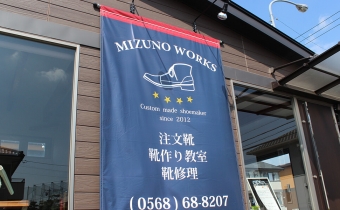 MIZUNO WORKS
Custom made shoemaker
since 2012
注文靴
靴作り教室
靴修理
(0568) 68-8207